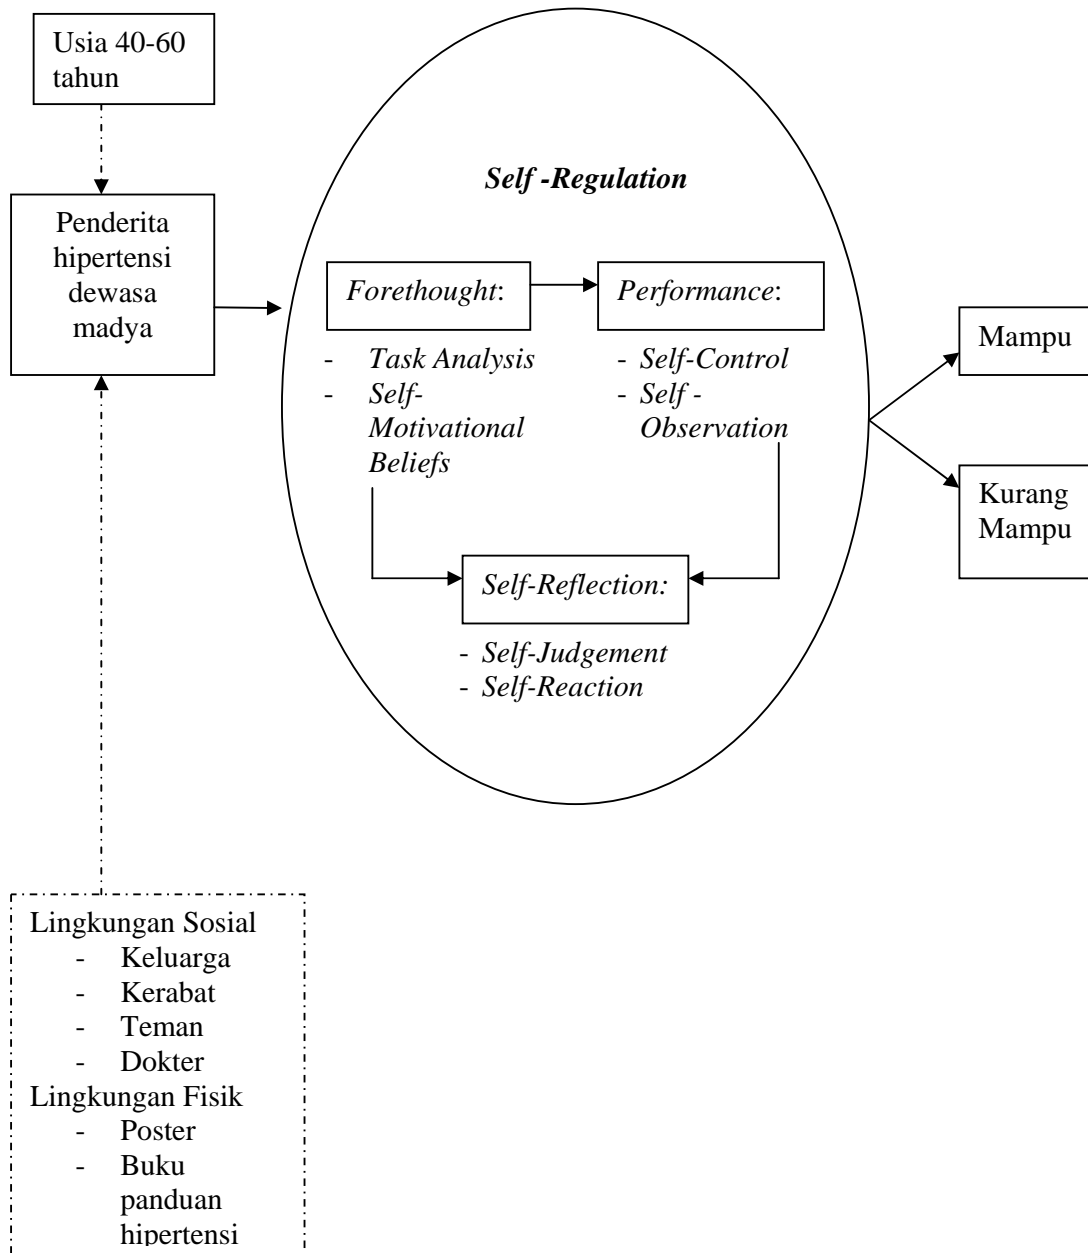 Usia 40-60
tahun
Penderita
hipertensi
dewasa
madya
Self -Regulation
Forethought:
- Task Analysis
- Self-
Motivational
Beliefs
Performance:
- Self-Control
- Self -
Observation
Self-Reflection:
- Self-Judgement
- Self-Reaction
Mampu
Kurang
Mampu
Lingkungan Sosial
- Keluarga
- Kerabat
- Teman
- Dokter
Lingkungan Fisik
- Poster
- Buku
panduan
hipertensi